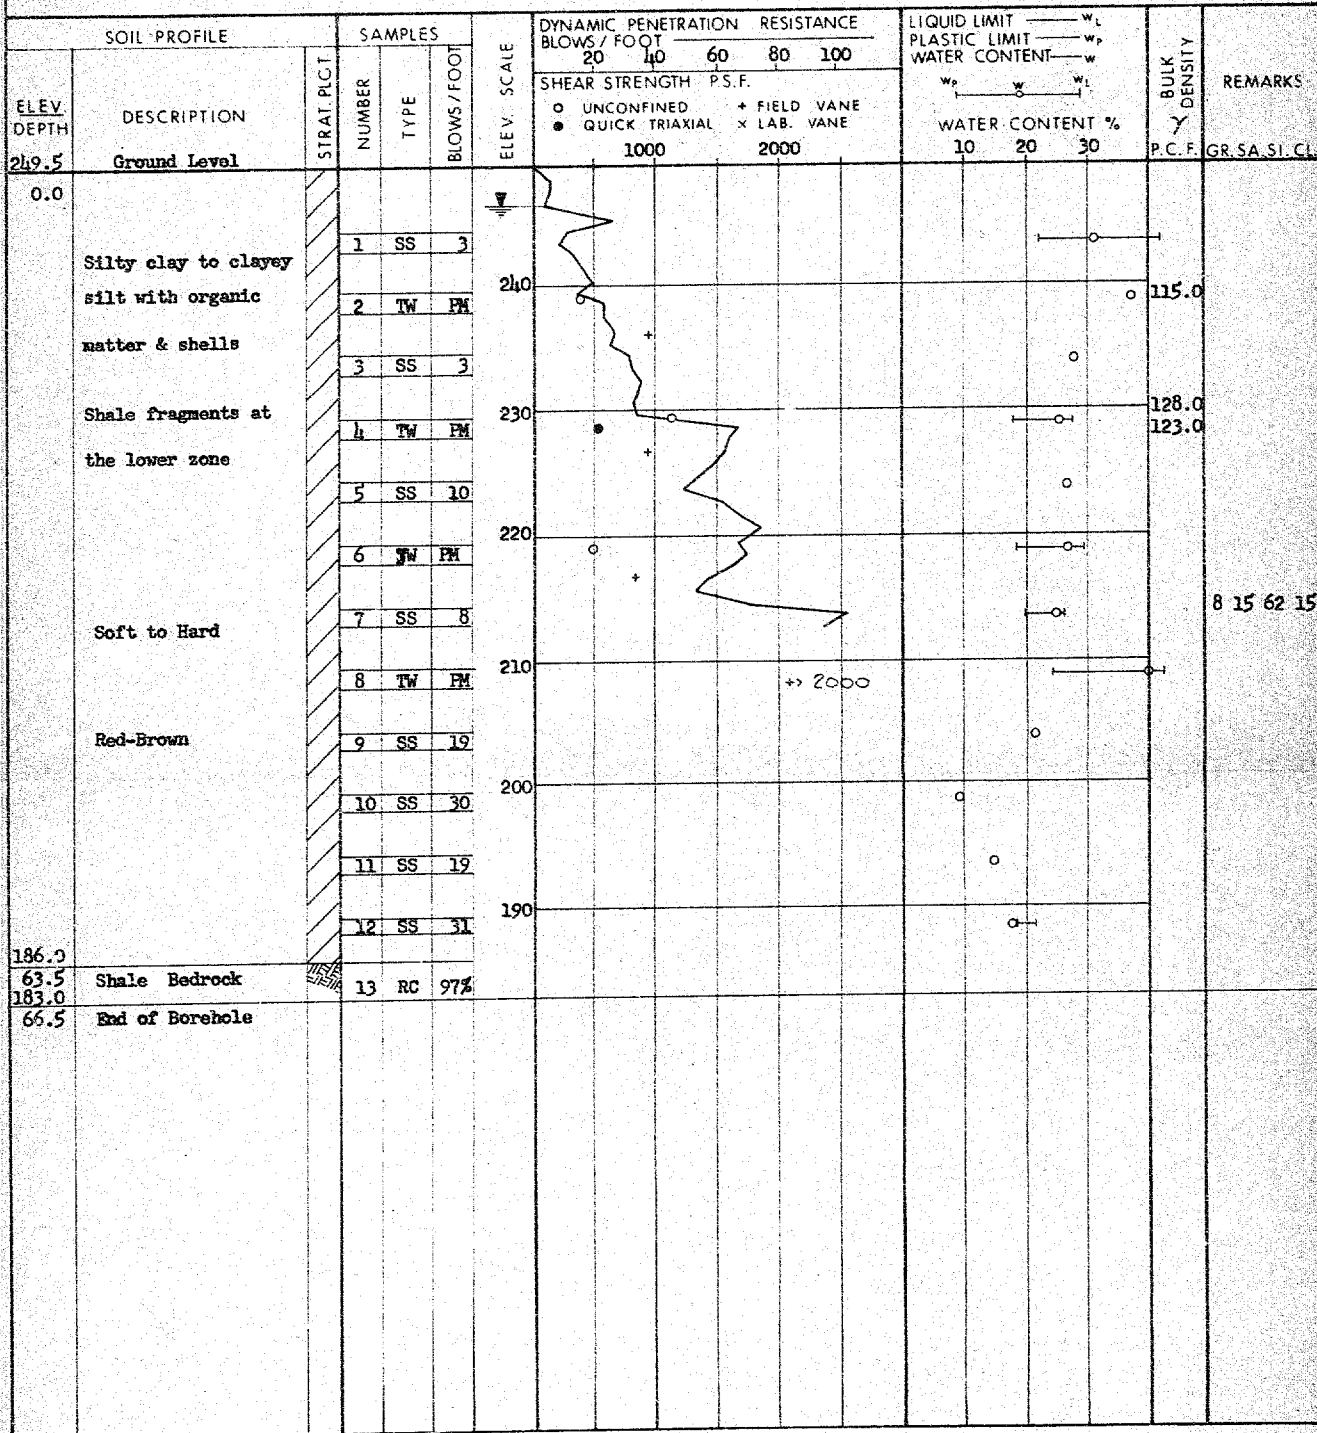 SOIL PROFILE
SAMPLES
ELEV. SCALE
DYNAMIC PENETRATION RESISTANCE
BLOWS / FOOT
20 40 60 80 100
SHEAR STRENGTH P.S.F.
o UNCONFINED + FIELD VANE
● QUICK TRIAXIAL × LAB. VANE
1000 2000
LIQUID LIMIT wL
PLASTIC LIMIT wP
WATER CONTENT w
wP w wL
WATER CONTENT %
10 20 30
BULK DENSITY
γ
P.C.F.
REMARKS
GR. SA. SI. CL.
ELEV
DEPTH
DESCRIPTION
STRAT. PLOT
NUMBER
TYPE
BLOWS / FOOT
249.5 Ground Level
0.0
1 SS 3
Silty clay to clayey
silt with organic
240
115.0
2 TW PM
matter & shells
3 SS 3
Shale fragments at
230
128.0
123.0
4 TW PM
the lower zone
5 SS 10
220
6 TW PM
8 15 62 15
7 SS 8
Soft to Hard
210
8 TW PM
+> 2000
Red-Brown
9 SS 19
200
10 SS 30
11 SS 19
190
12 SS 31
186.0
63.5 Shale Bedrock
13 RC 97%
183.0
66.5 End of Borehole